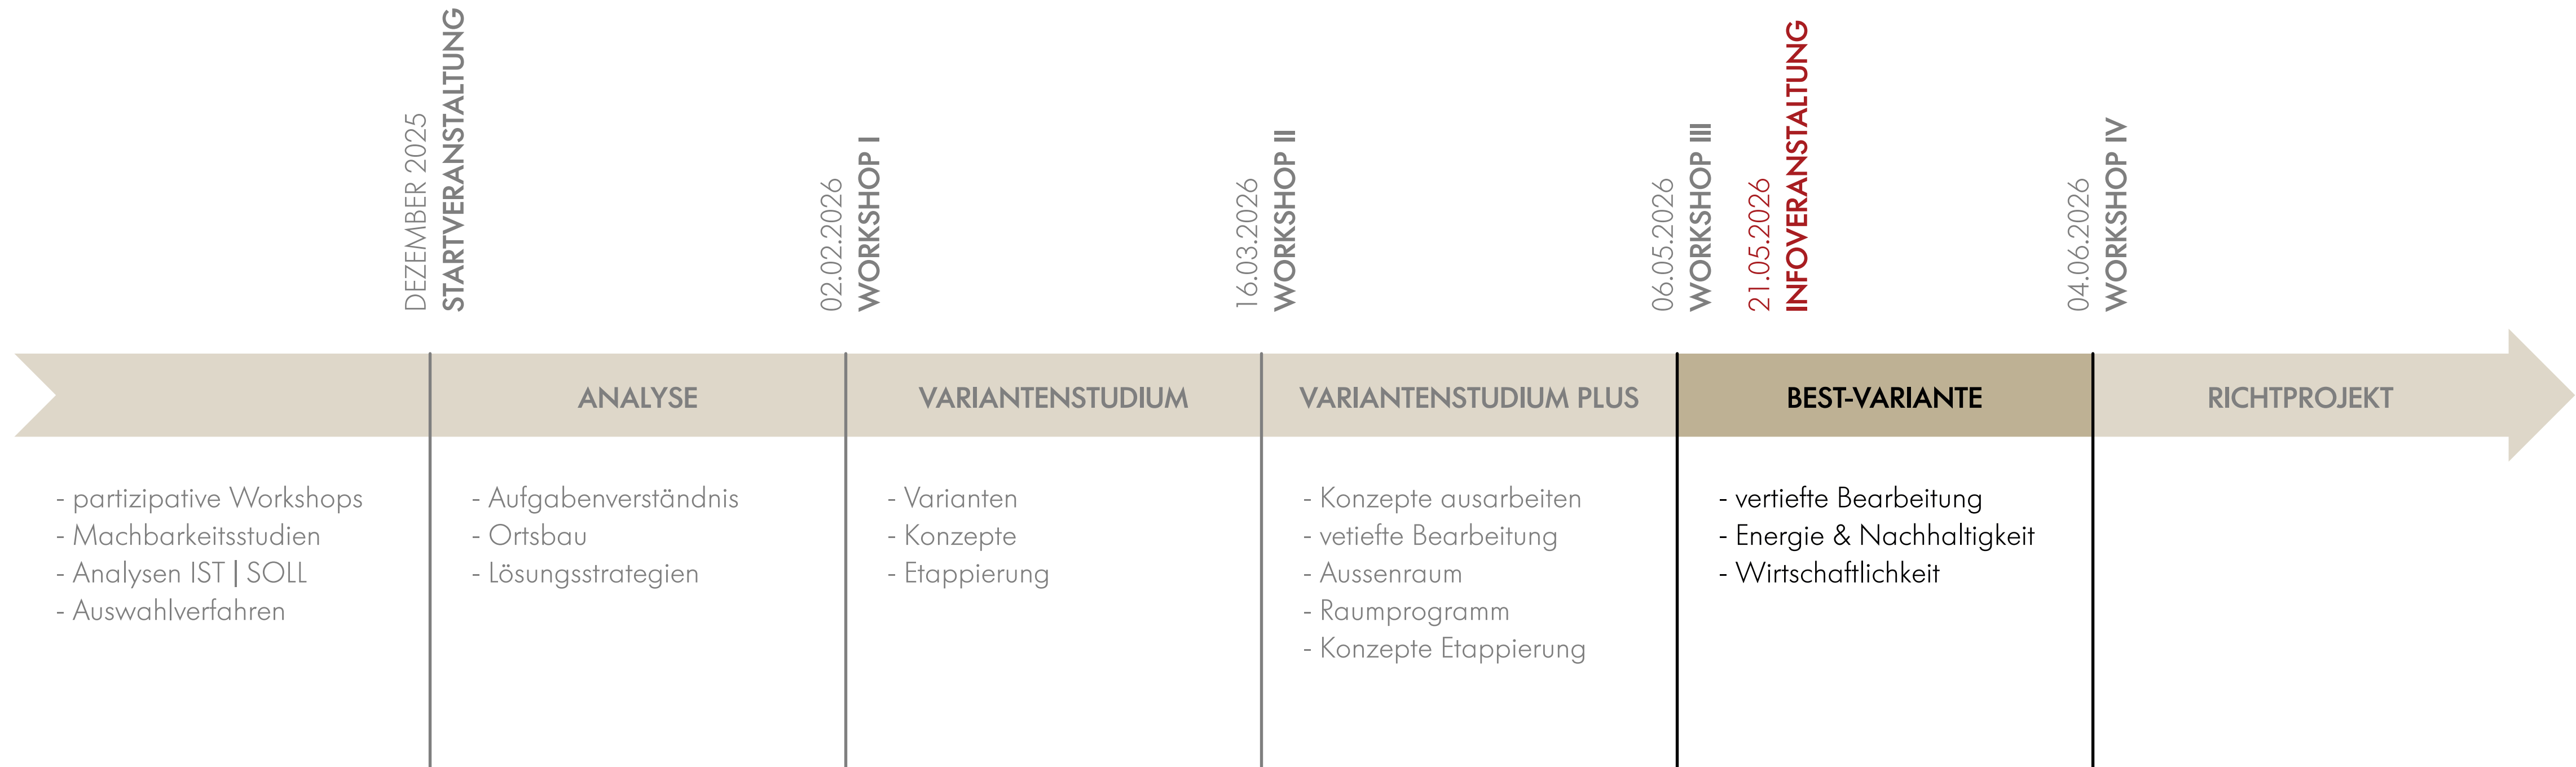 DEZEMBER 2025
STARTVERANSTALTUNG
02.02.2026
WORKSHOP I
16.03.2026
WORKSHOP II
06.05.2026
WORKSHOP III
21.05.2026
INFOVERANSTALTUNG
04.06.2026
WORKSHOP IV
ANALYSE
VARIANTENSTUDIUM
VARIANTENSTUDIUM PLUS
BEST-VARIANTE
RICHTPROJEKT
- partizipative Workshops
- Machbarkeitsstudien
- Analysen IST | SOLL
- Auswahlverfahren
- Aufgabenverständnis
- Ortsbau
- Lösungsstrategien
- Varianten
- Konzepte
- Etappierung
- Konzepte ausarbeiten
- vetiefte Bearbeitung
- Aussenraum
- Raumprogramm
- Konzepte Etappierung
- vertiefte Bearbeitung
- Energie & Nachhaltigkeit
- Wirtschaftlichkeit